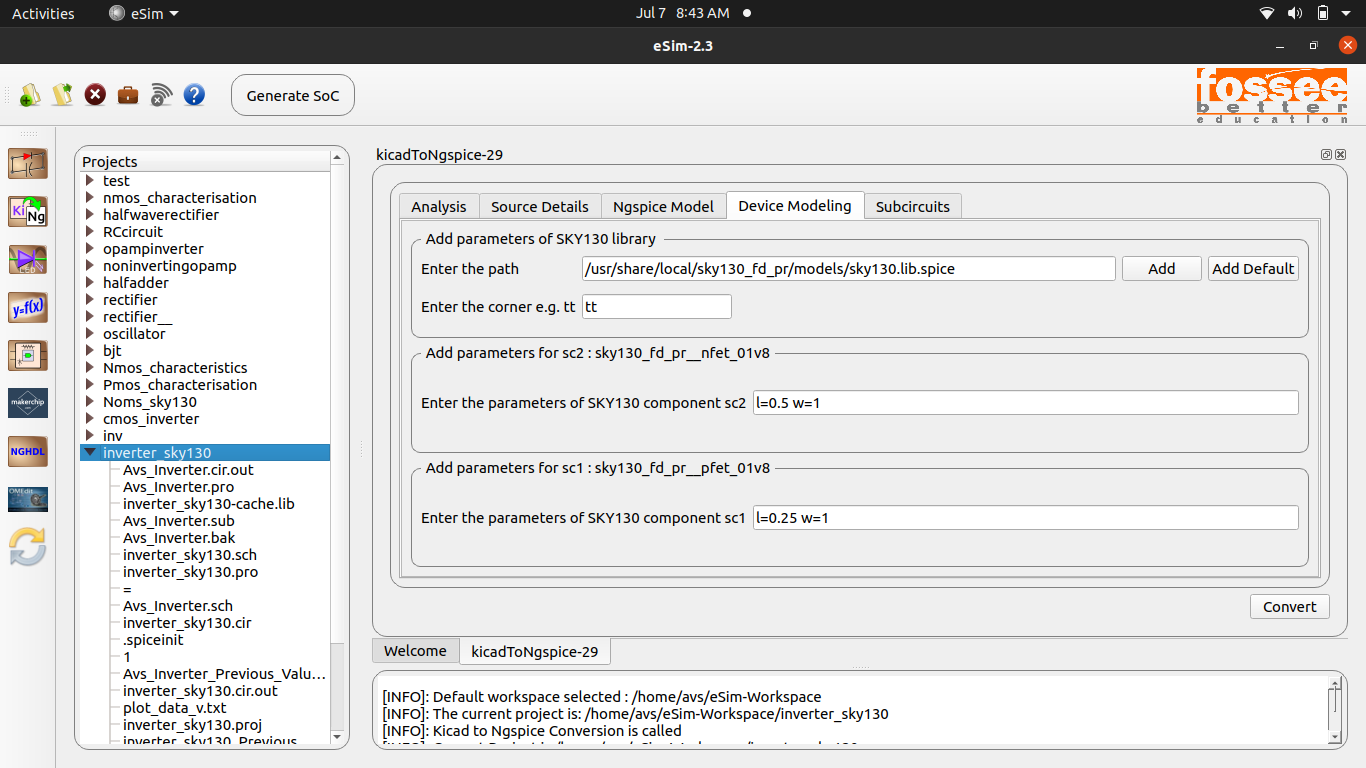 Activities eSim Jul 7 8:43 AM
eSim-2.3
Generate SoC
fossee
better
education
Projects
test
nmos_characterisation
halfwaverectifier
RCcircuit
opampinverter
noninvertingopamp
halfadder
rectifier
rectifier__
oscillator
bjt
Nmos_characteristics
Pmos_characterisation
Noms_sky130
cmos_inverter
inv
inverter_sky130
Avs_Inverter.cir.out
Avs_Inverter.pro
inverter_sky130-cache.lib
Avs_Inverter.sub
Avs_Inverter.bak
inverter_sky130.sch
inverter_sky130.pro
=
Avs_Inverter.sch
inverter_sky130.cir
.spiceinit
1
Avs_Inverter_Previous_Valu...
inverter_sky130.cir.out
plot_data_v.txt
inverter_sky130.proj
inverter_sky130_Previous
Ki Ng
y=f(x)
makerchip
NGHDL
OMEdit
kicadToNgspice-29
Analysis Source Details Ngspice Model Device Modeling Subcircuits
Add parameters of SKY130 library
Enter the path /usr/share/local/sky130_fd_pr/models/sky130.lib.spice Add Add Default
Enter the corner e.g. tt tt
Add parameters for sc2 : sky130_fd_pr__nfet_01v8
Enter the parameters of SKY130 component sc2 l=0.5 w=1
Add parameters for sc1 : sky130_fd_pr__pfet_01v8
Enter the parameters of SKY130 component sc1 l=0.25 w=1
Convert
Welcome kicadToNgspice-29
[INFO]: Default workspace selected : /home/avs/eSim-Workspace
[INFO]: The current project is: /home/avs/eSim-Workspace/inverter_sky130
[INFO]: Kicad to Ngspice Conversion is called